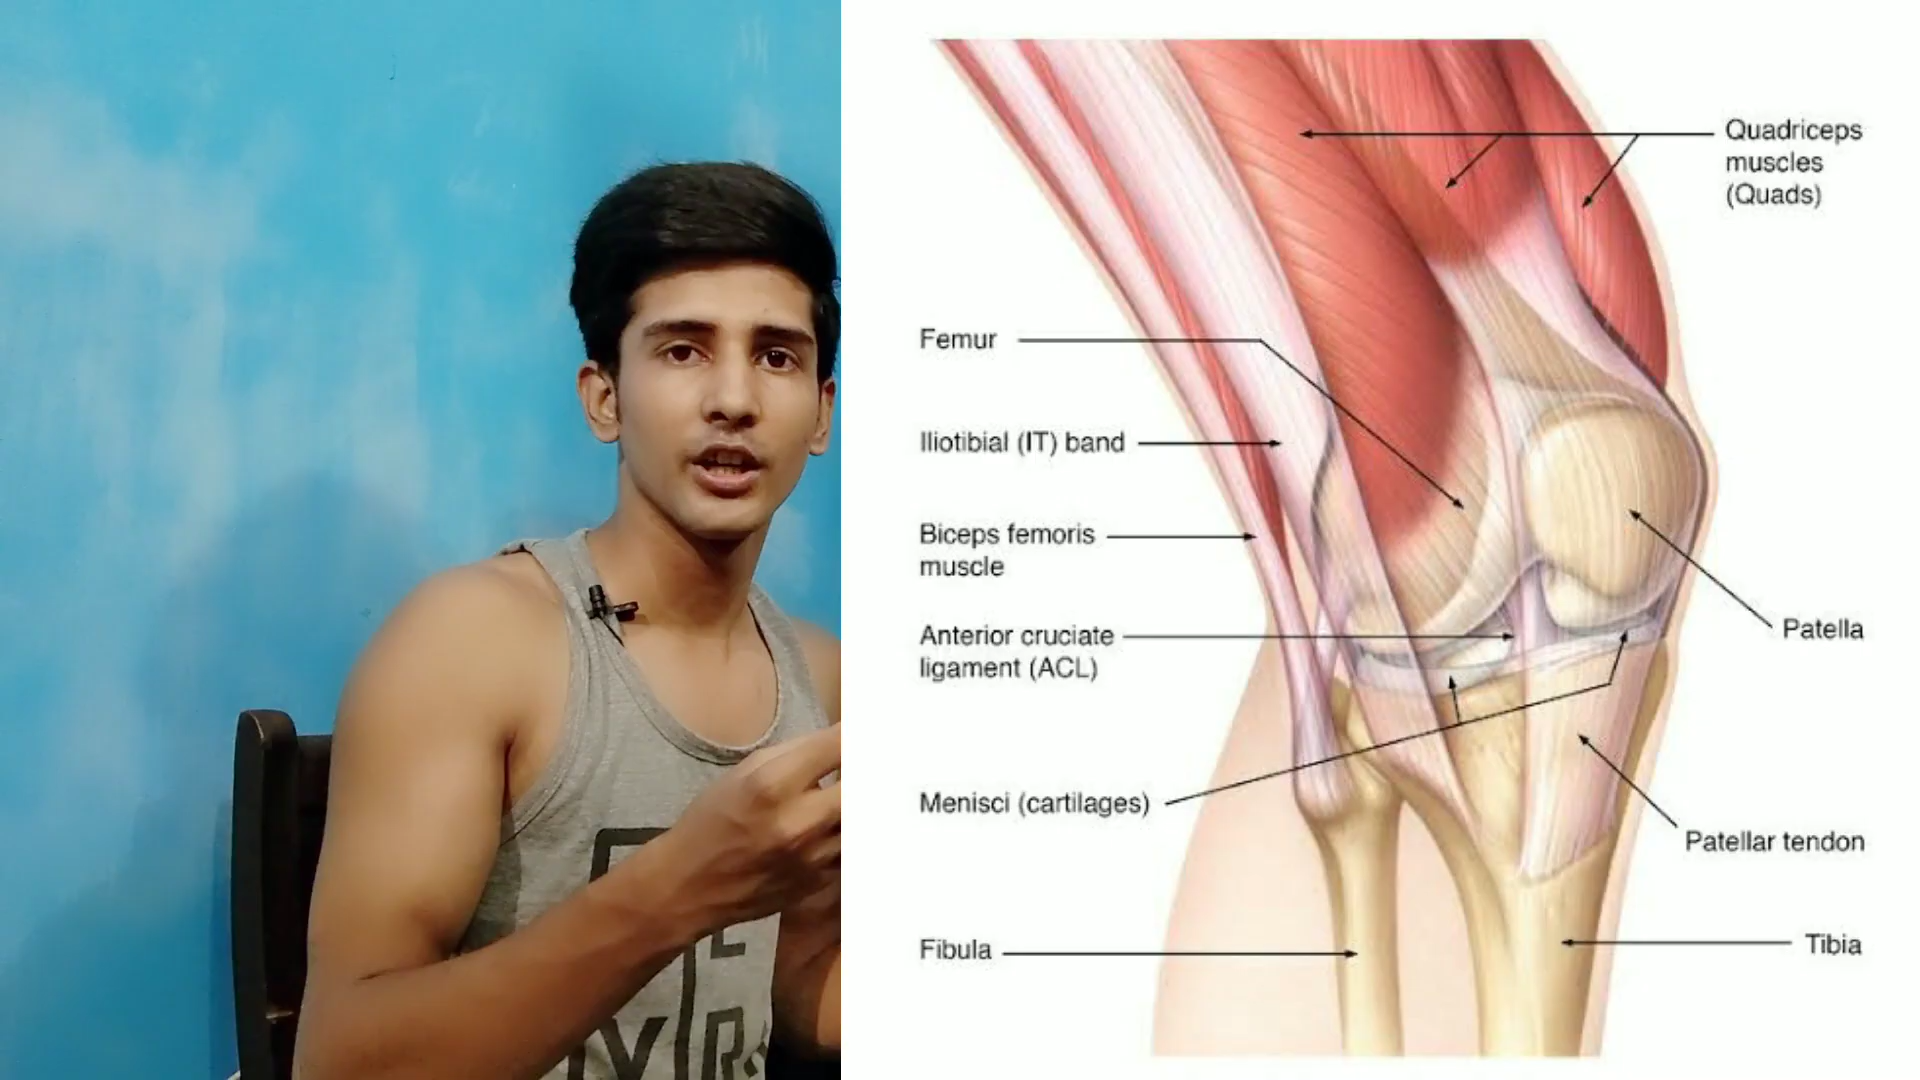 Quadriceps
muscles
(Quads)
Femur
Iliotibial (IT) band
Biceps femoris
muscle
Anterior cruciate
ligament (ACL)
Patella
Menisci (cartilages)
Patellar tendon
Fibula
Tibia